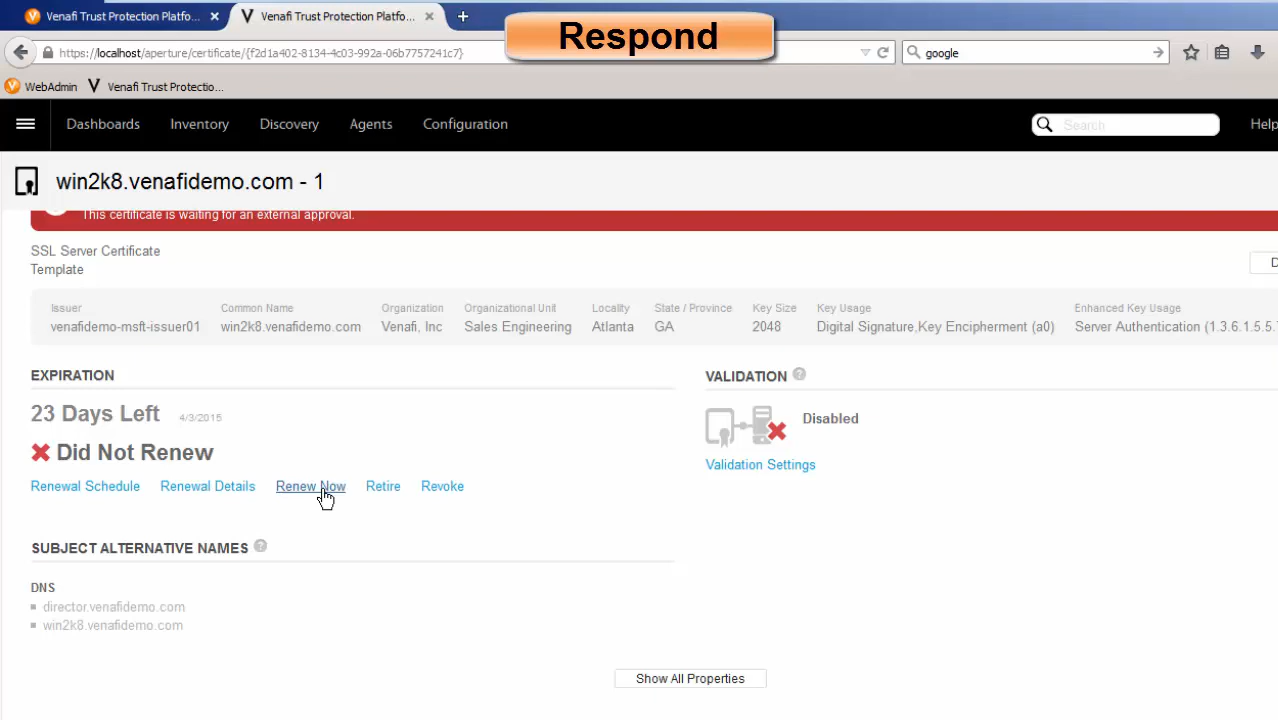 Venafi Trust Protection Platfo...
Venafi Trust Protection Platfo...
Respond
https://localhost/aperture/certificate/{f2d1a402-8134-4c03-992a-06b7757241c7}
google
WebAdmin
Venafi Trust Protectio...
Dashboards Inventory Discovery Agents Configuration
Search
Help
win2k8.venafidemo.com - 1
This certificate is waiting for an external approval.
SSL Server Certificate
Template
D
Issuer Common Name Organization Organizational Unit Locality State / Province Key Size Key Usage Enhanced Key Usage
venafidemo-msft-issuer01 win2k8.venafidemo.com Venafi, Inc Sales Engineering Atlanta GA 2048 Digital Signature,Key Encipherment (a0) Server Authentication (1.3.6.1.5.5.7
EXPIRATION
23 Days Left 4/3/2015
Did Not Renew
Renewal Schedule Renewal Details Renew Now Retire Revoke
VALIDATION ?
Disabled
Validation Settings
SUBJECT ALTERNATIVE NAMES ?
DNS
director.venafidemo.com
win2k8.venafidemo.com
Show All Properties